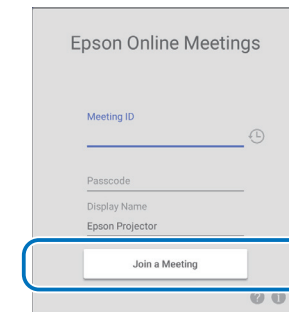 Epson Online Meetings
Meeting ID
Passcode
Display Name
Epson Projector
Join a Meeting